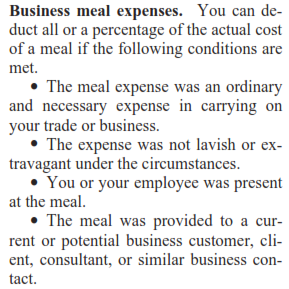 Business meal expenses. You can de-
duct all or a percentage of the actual cost
of a meal if the following conditions are
met.
• The meal expense was an ordinary
and necessary expense in carrying on
your trade or business.
• The expense was not lavish or ex-
travagant under the circumstances.
• You or your employee was present
at the meal.
• The meal was provided to a cur-
rent or potential business customer, cli-
ent, consultant, or similar business con-
tact.